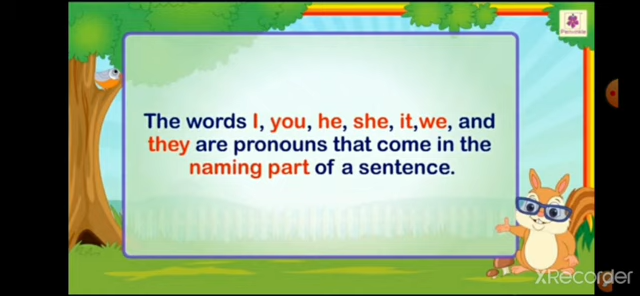 The words I, you, he, she, it,we, and
they are pronouns that come in the
naming part of a sentence.
Periwinkle
XRecorder